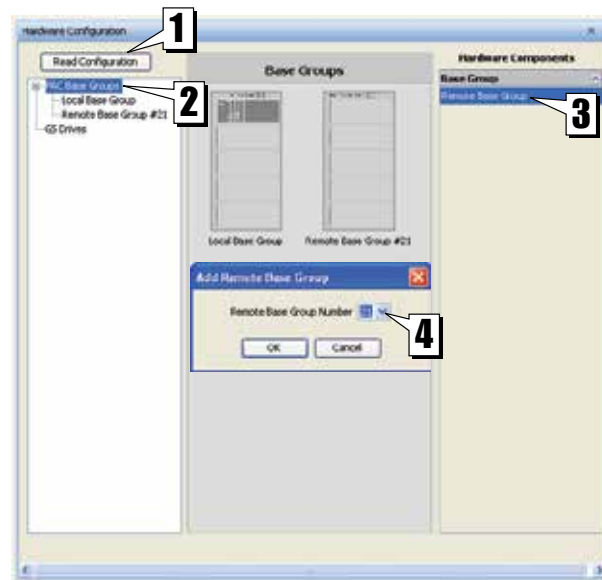 Hardware Configuration
1
Read Configuration
PAC Base Groups
2
Local Base Group
Remote Base Group #21
GS Drives
Base Groups
Local Base Group
Remote Base Group #21
Hardware Components
Base Group
Remote Base Group
3
Add Remote Base Group
Remote Base Group Number
4
OK
Cancel